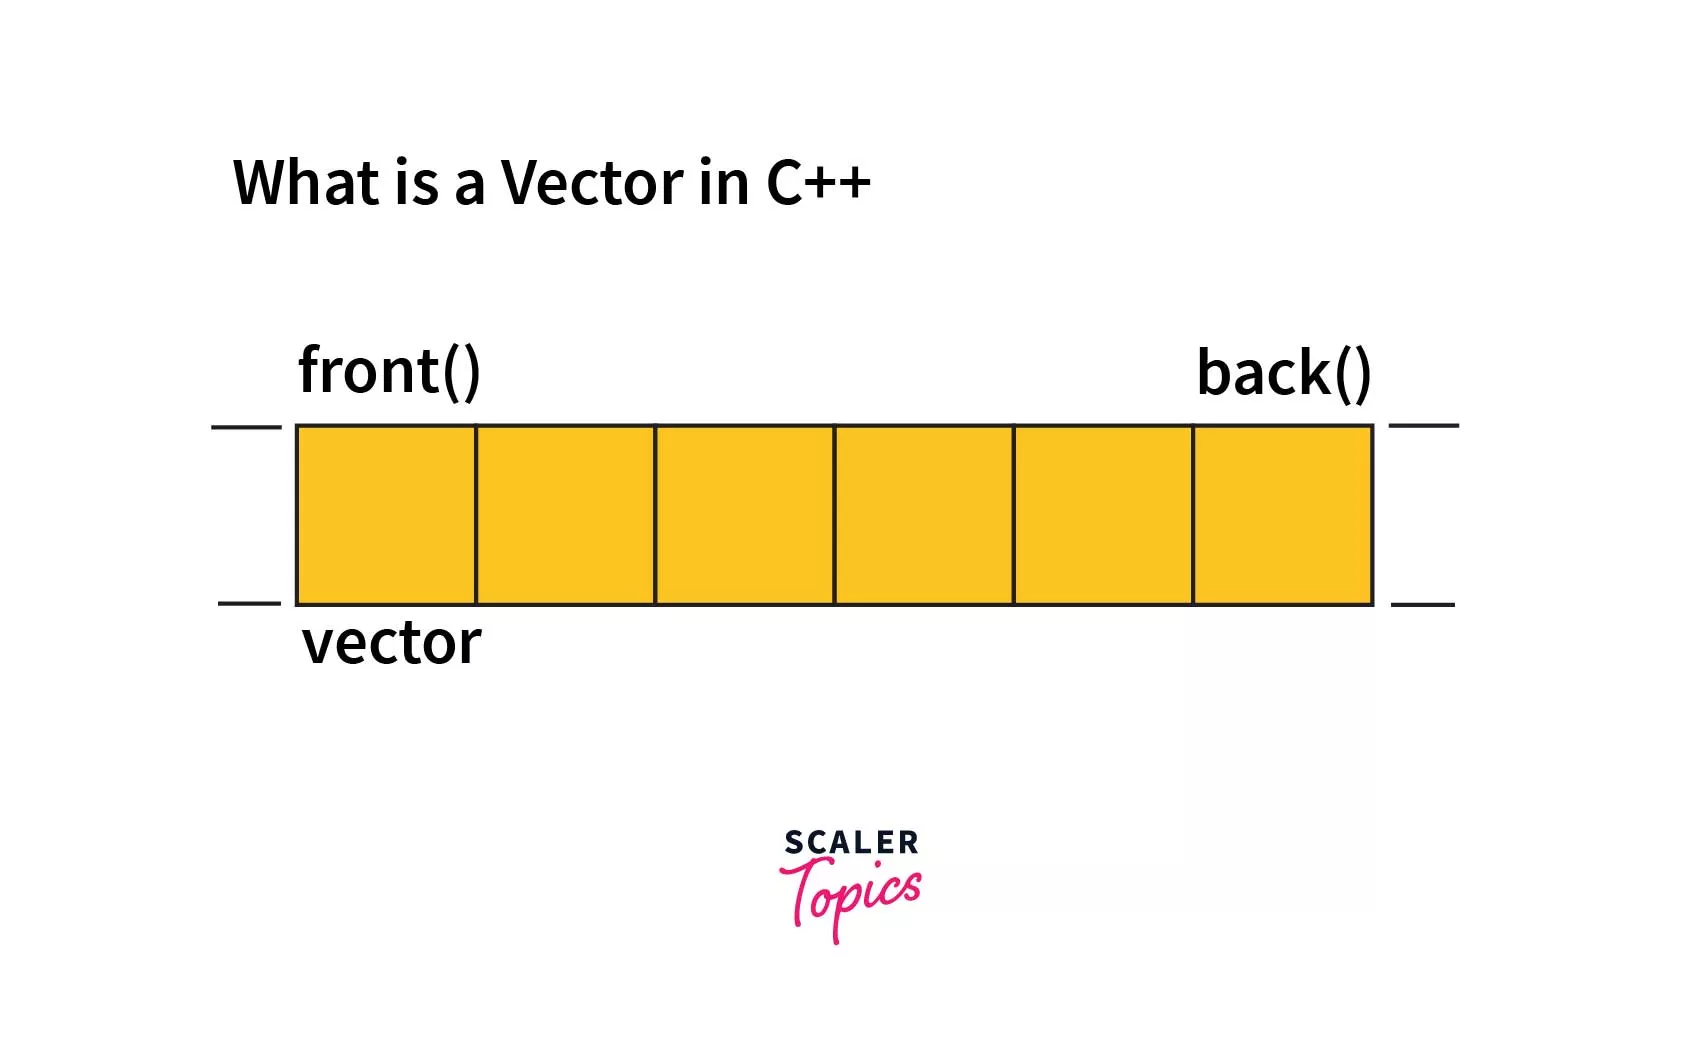 What is a Vector in C++
front() back()
vector
SCALER
Topics